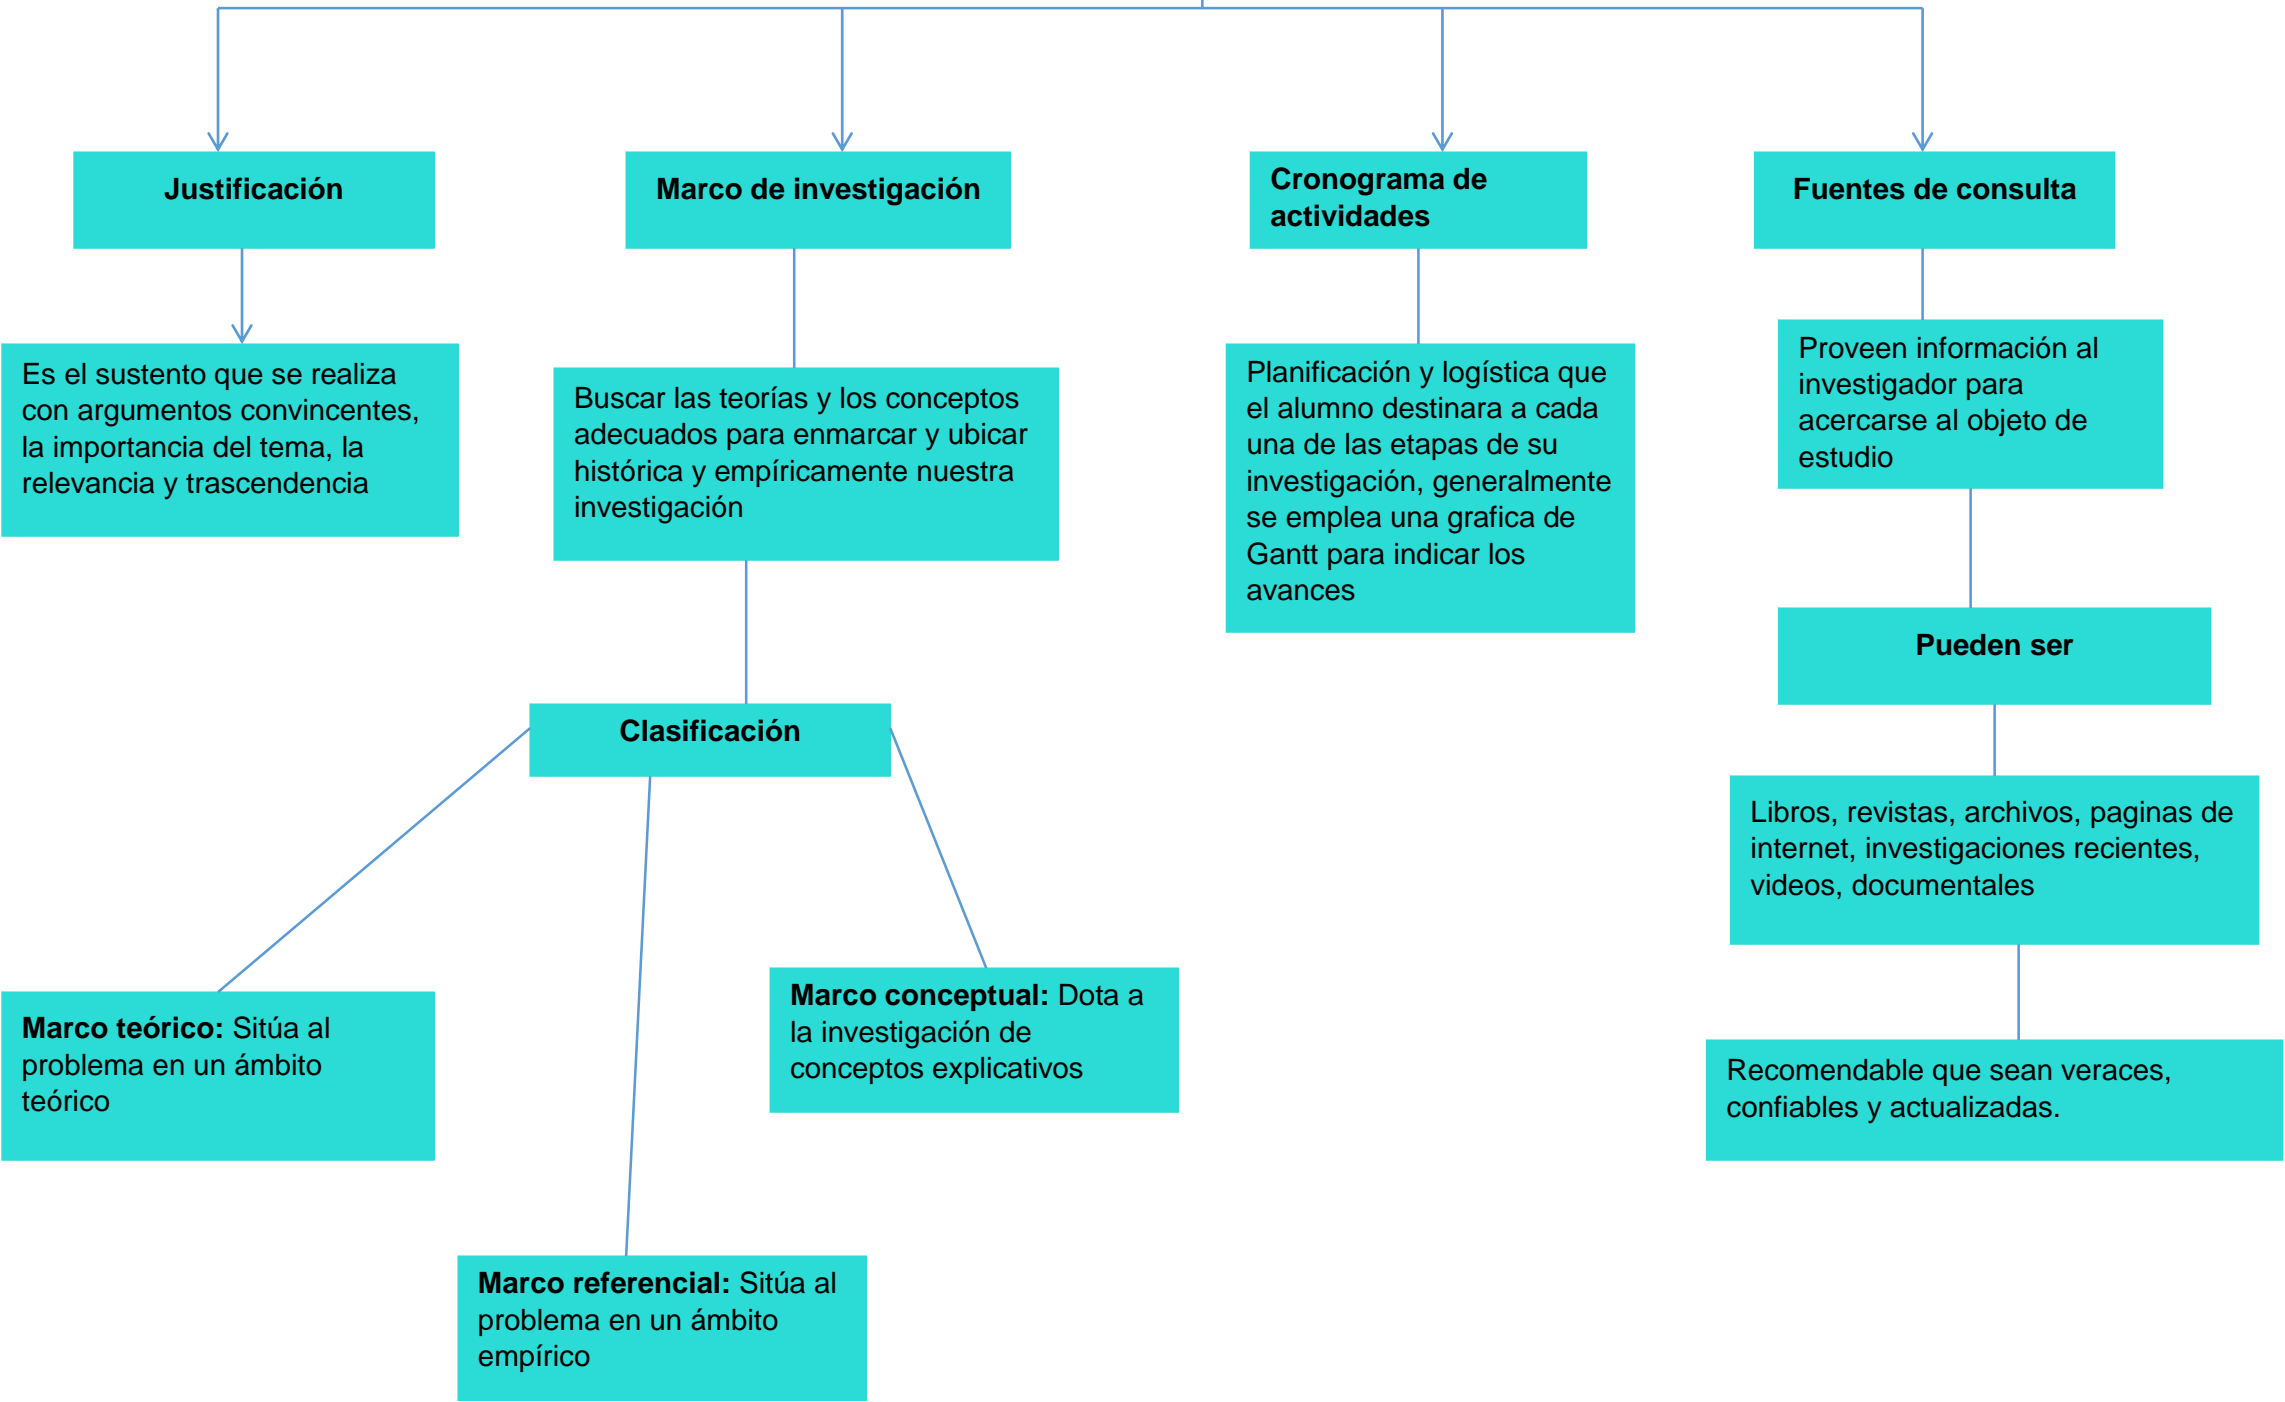 Justificación
Marco de investigación
Cronograma de
actividades
Fuentes de consulta
Es el sustento que se realiza
con argumentos convincentes,
la importancia del tema, la
relevancia y trascendencia
Buscar las teorías y los conceptos
adecuados para enmarcar y ubicar
histórica y empíricamente nuestra
investigación
Planificación y logística que
el alumno destinara a cada
una de las etapas de su
investigación, generalmente
se emplea una grafica de
Gantt para indicar los
avances
Proveen información al
investigador para
acercarse al objeto de
estudio
Pueden ser
Clasificación
Libros, revistas, archivos, paginas de
internet, investigaciones recientes,
videos, documentales
Marco teórico: Sitúa al
problema en un ámbito
teórico
Marco conceptual: Dota a
la investigación de
conceptos explicativos
Recomendable que sean veraces,
confiables y actualizadas.
Marco referencial: Sitúa al
problema en un ámbito
empírico